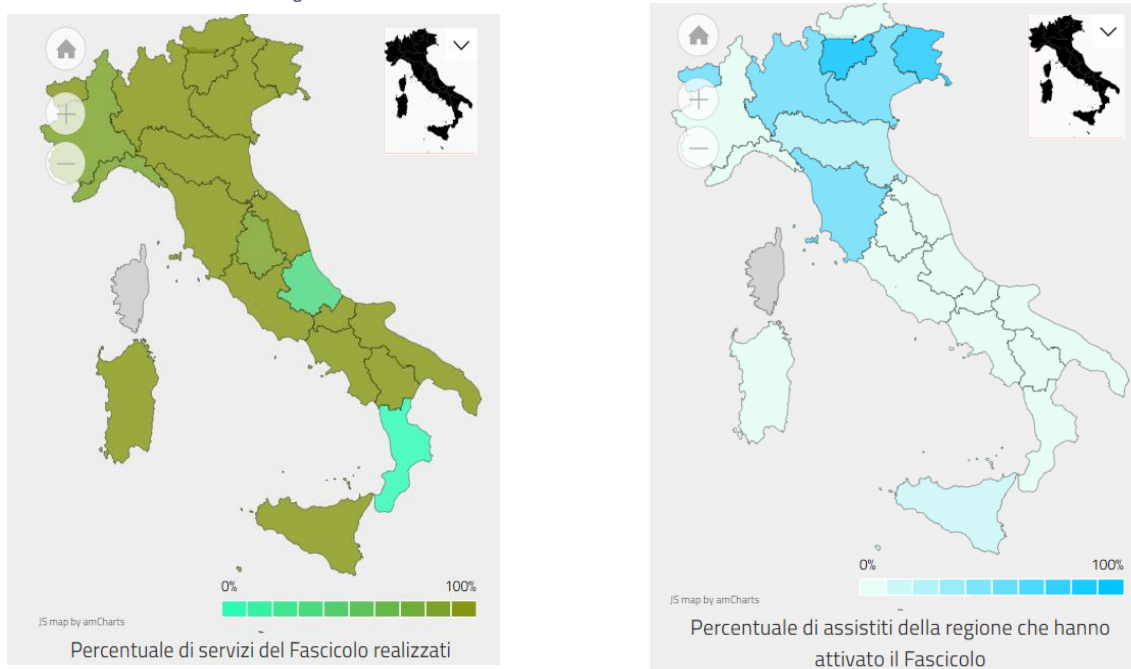 0%
100%
JS map by amCharts
Percentuale di servizi del Fascicolo realizzati
0%
100%
JS map by amCharts
Percentuale di assistiti della regione che hanno
attivato il Fascicolo